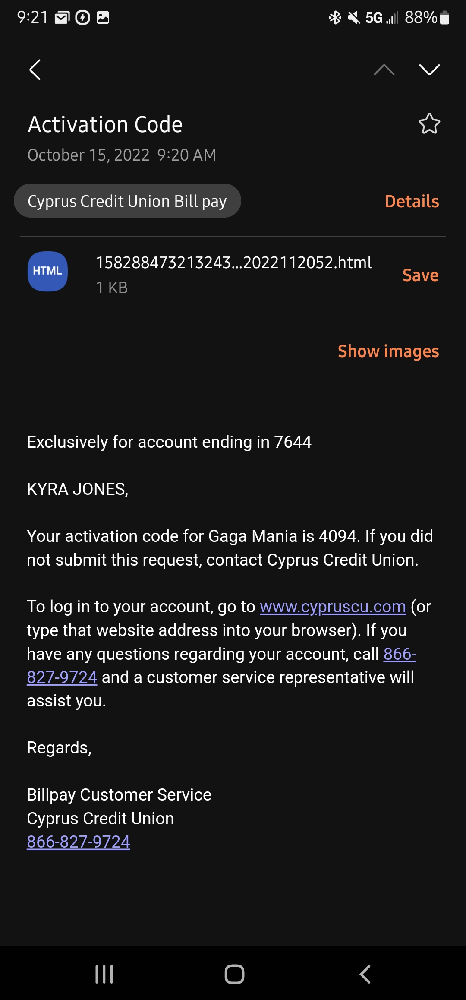 9:21
5G 88%
Activation Code
October 15, 2022 9:20 AM
Cyprus Credit Union Bill pay
Details
HTML
158288473213243...2022112052.html
1 KB
Save
Show images
Exclusively for account ending in 7644
KYRA JONES,
Your activation code for Gaga Mania is 4094. If you did
not submit this request, contact Cyprus Credit Union.
To log in to your account, go to www.cypruscu.com (or
type that website address into your browser). If you
have any questions regarding your account, call 866-
827-9724 and a customer service representative will
assist you.
Regards,
Billpay Customer Service
Cyprus Credit Union
866-827-9724